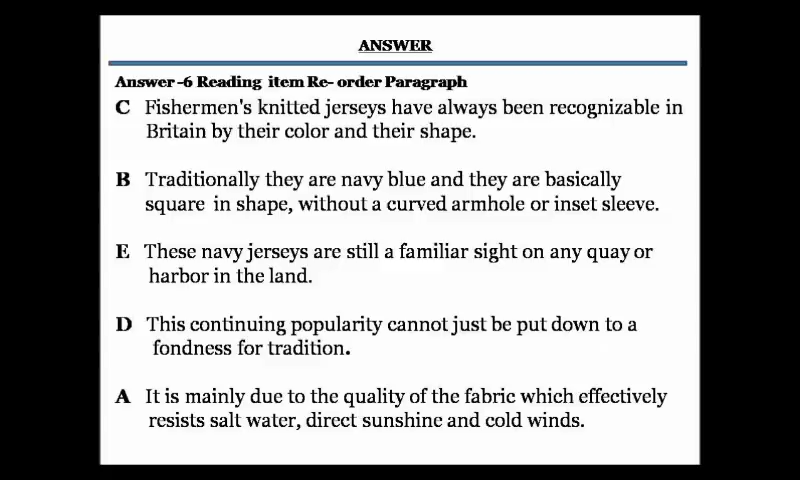 ANSWER
Answer -6 Reading item Re- order Paragraph
C Fishermen's knitted jerseys have always been recognizable in
Britain by their color and their shape.
B Traditionally they are navy blue and they are basically
square in shape, without a curved armhole or inset sleeve.
E These navy jerseys are still a familiar sight on any quay or
harbor in the land.
D This continuing popularity cannot just be put down to a
fondness for tradition.
A It is mainly due to the quality of the fabric which effectively
resists salt water, direct sunshine and cold winds.